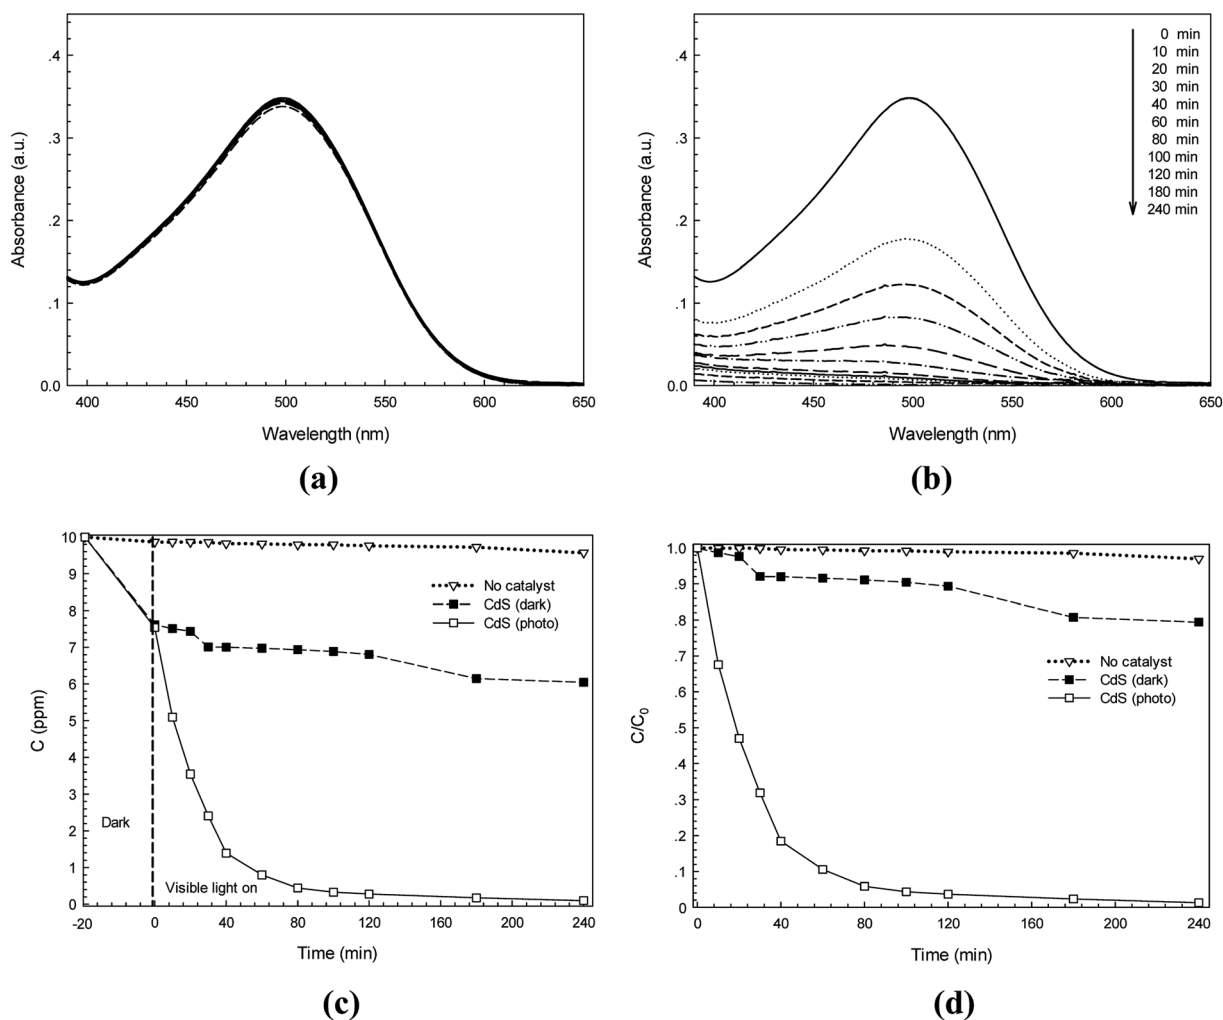 .4
.3
.2
.1
0.0
Absorbance (a.u.)
400 450 500 550 600 650
Wavelength (nm)
(a)
.4
.3
.2
.1
0.0
Absorbance (a.u.)
0 min
10 min
20 min
30 min
40 min
60 min
80 min
100 min
120 min
180 min
240 min
400 450 500 550 600 650
Wavelength (nm)
(b)
10
9
8
7
6
5
4
3
2
1
0
C (ppm)
No catalyst
CdS (dark)
CdS (photo)
Dark
Visible light on
-20 0 40 80 120 160 200 240
Time (min)
(c)
1.0
.9
.8
.7
.6
.5
.4
.3
.2
.1
0
C/C0
No catalyst
CdS (dark)
CdS (photo)
0 40 80 120 160 200 240
Time (min)
(d)